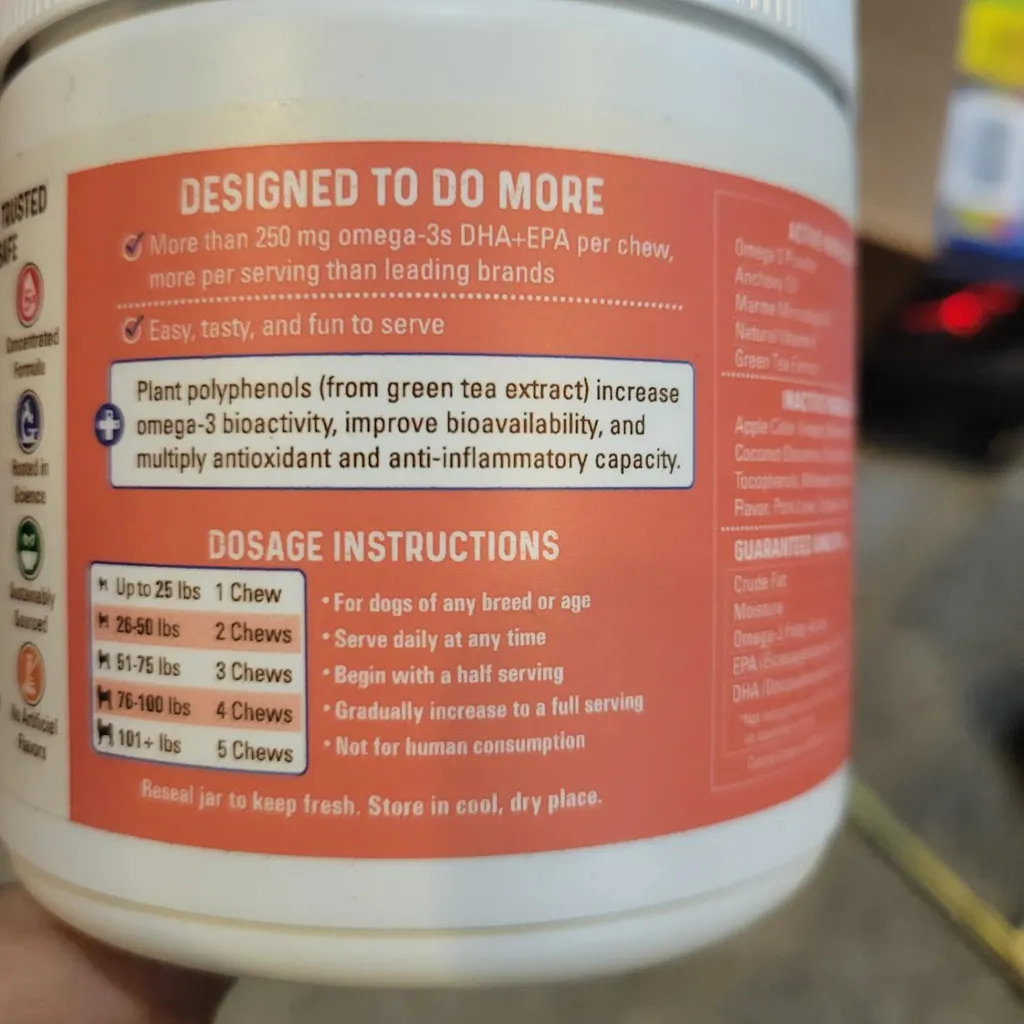 TRUSTED
SAFE
Concentrated
Formula
Rooted in
Science
Sustainably
Sourced
No Artificial
Flavors
DESIGNED TO DO MORE
More than 250 mg omega-3s DHA+EPA per chew,
more per serving than leading brands
Easy, tasty, and fun to serve
Plant polyphenols (from green tea extract) increase
omega-3 bioactivity, improve bioavailability, and
multiply antioxidant and anti-inflammatory capacity.
DOSAGE INSTRUCTIONS
Up to 25 lbs 1 Chew
26-50 lbs 2 Chews
51-75 lbs 3 Chews
76-100 lbs 4 Chews
101+ lbs 5 Chews
• For dogs of any breed or age
• Serve daily at any time
• Begin with a half serving
• Gradually increase to a full serving
• Not for human consumption
Reseal jar to keep fresh. Store in cool, dry place.
Omega-3
Anchovy Oil
Marine
Natural
Green Tea Extract
Apple Cider
Coconut
Tocopherols,
Flavor,
GUARANTEED
Crude Fat
Moisture
Omega-3
EPA
DHA